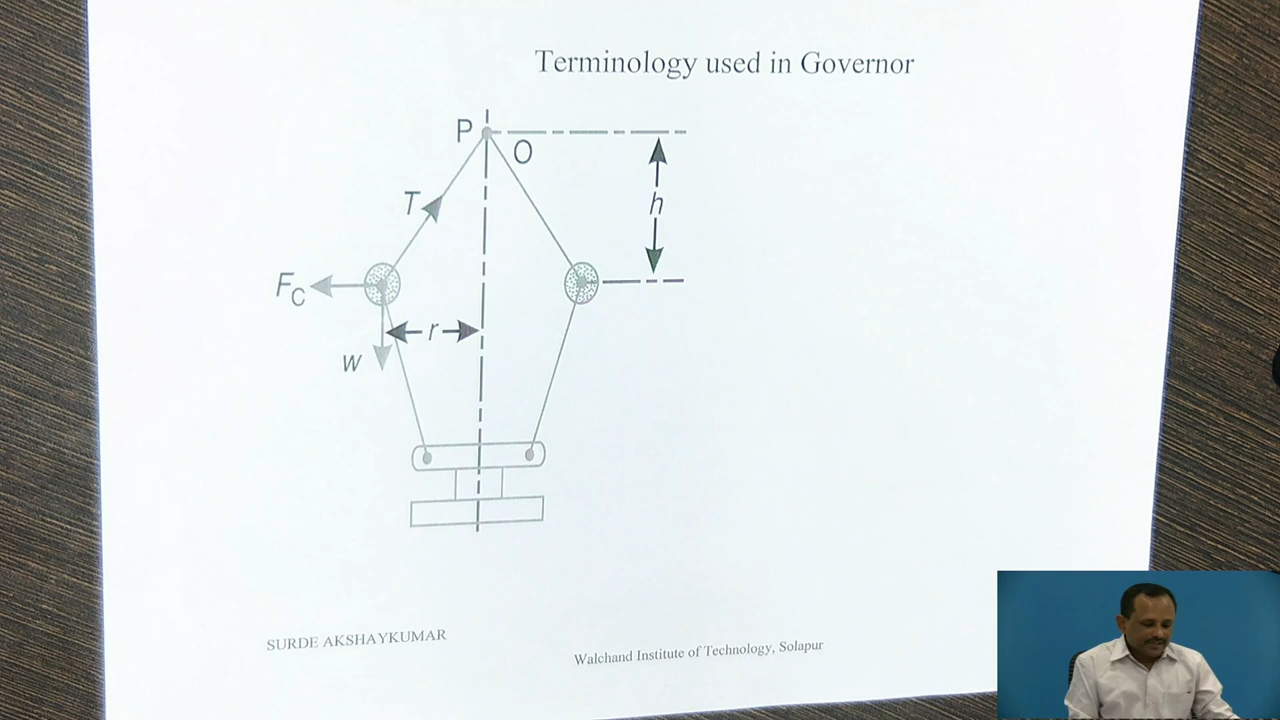 Terminology used in Governor
P
O
T
h
FC
r
w
SURDE AKSHAYKUMAR
Walchand Institute of Technology, Solapur